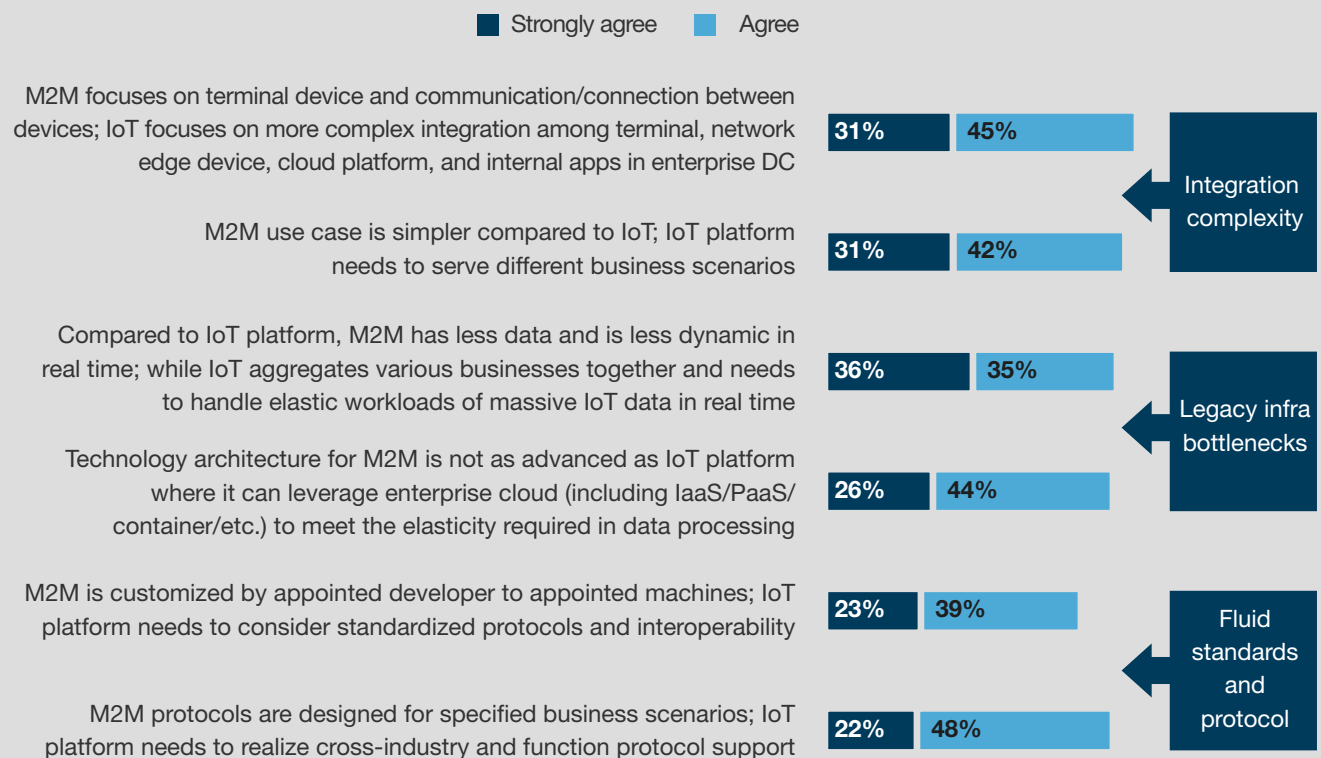 Strongly agree Agree
M2M focuses on terminal device and communication/connection between
devices; IoT focuses on more complex integration among terminal, network
edge device, cloud platform, and internal apps in enterprise DC
31% 45%
M2M use case is simpler compared to IoT; IoT platform
needs to serve different business scenarios
31% 42%
Integration
complexity
Compared to IoT platform, M2M has less data and is less dynamic in
real time; while IoT aggregates various businesses together and needs
to handle elastic workloads of massive IoT data in real time
36% 35%
Technology architecture for M2M is not as advanced as IoT platform
where it can leverage enterprise cloud (including IaaS/PaaS/
container/etc.) to meet the elasticity required in data processing
26% 44%
Legacy infra
bottlenecks
M2M is customized by appointed developer to appointed machines; IoT
platform needs to consider standardized protocols and interoperability
23% 39%
M2M protocols are designed for specified business scenarios; IoT
platform needs to realize cross-industry and function protocol support
22% 48%
Fluid
standards
and
protocol